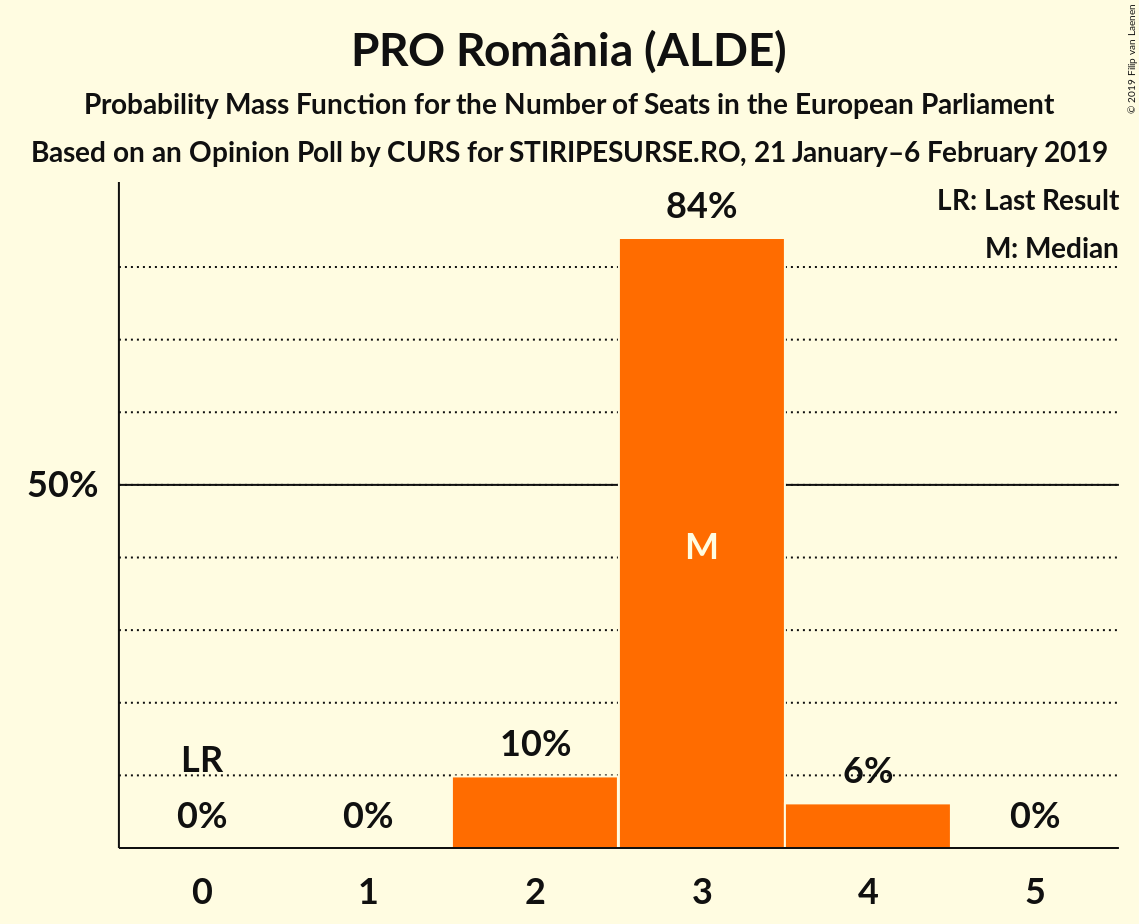 PRO România (ALDE)
Probability Mass Function for the Number of Seats in the European Parliament
Based on an Opinion Poll by CURS for STIRIPESURSE.RO, 21 January–6 February 2019
© 2019 Filip van Laenen
LR: Last Result
M: Median
84%
50%
M
LR
10%
6%
0%
0%
0%
0
1
2
3
4
5